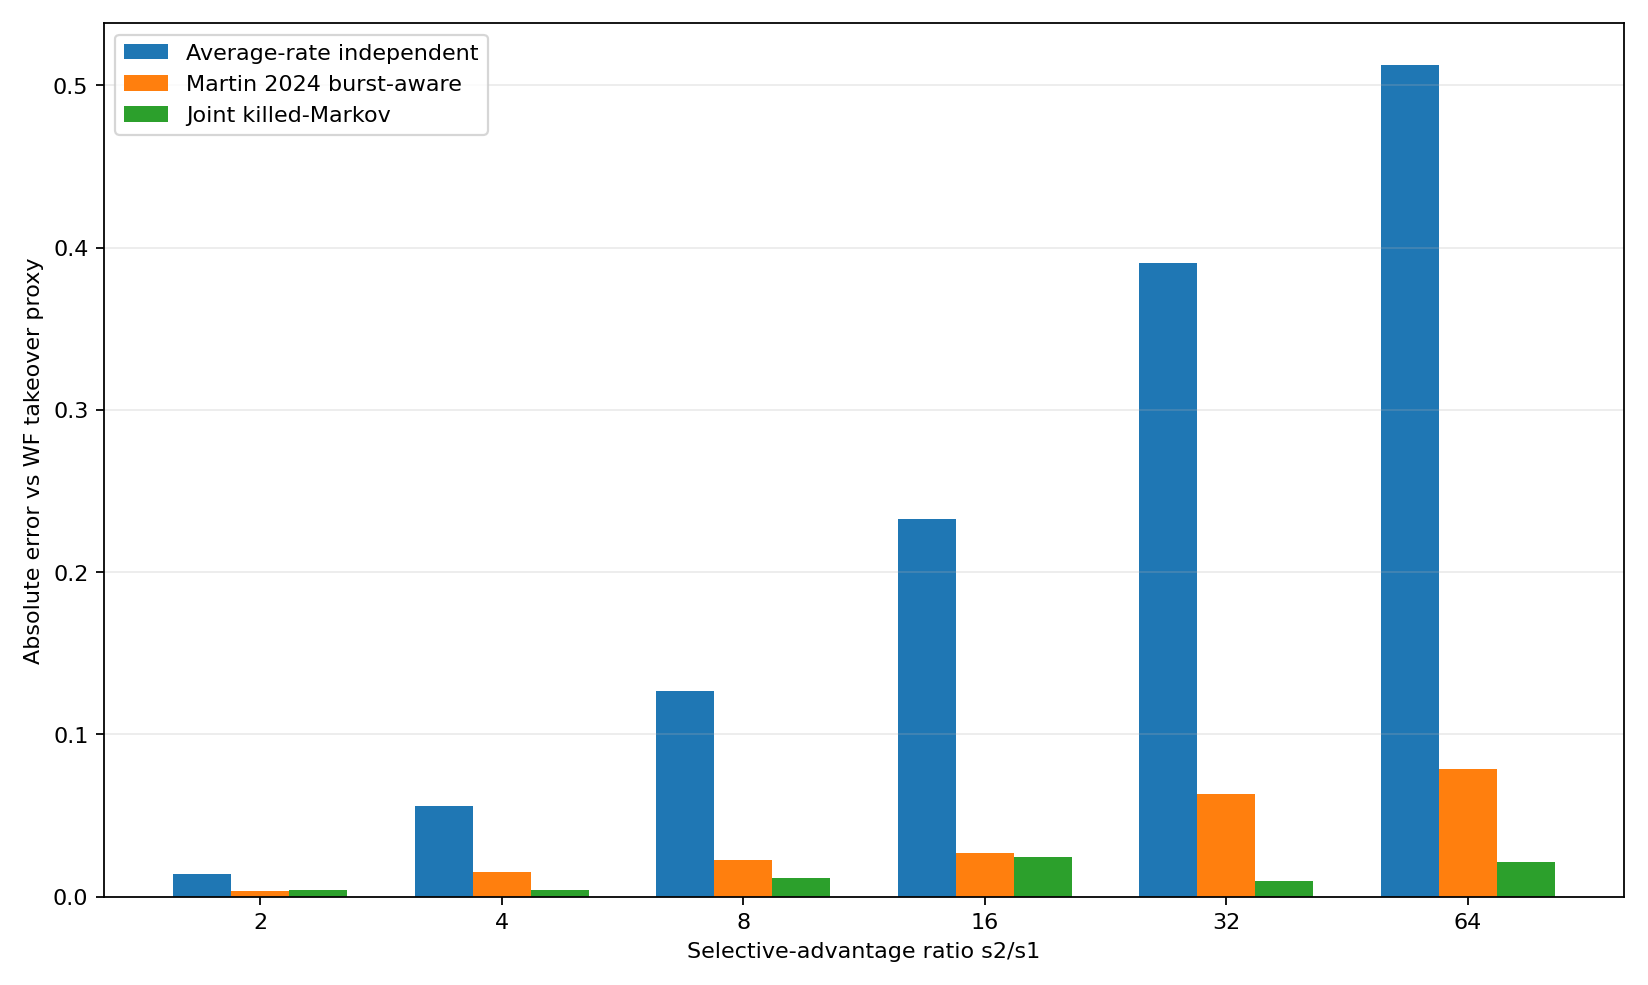 Average-rate independent
Martin 2024 burst-aware
Joint killed-Markov
Absolute error vs WF takeover proxy
0.5
0.4
0.3
0.2
0.1
0.0
2 4 8 16 32 64
Selective-advantage ratio s2/s1